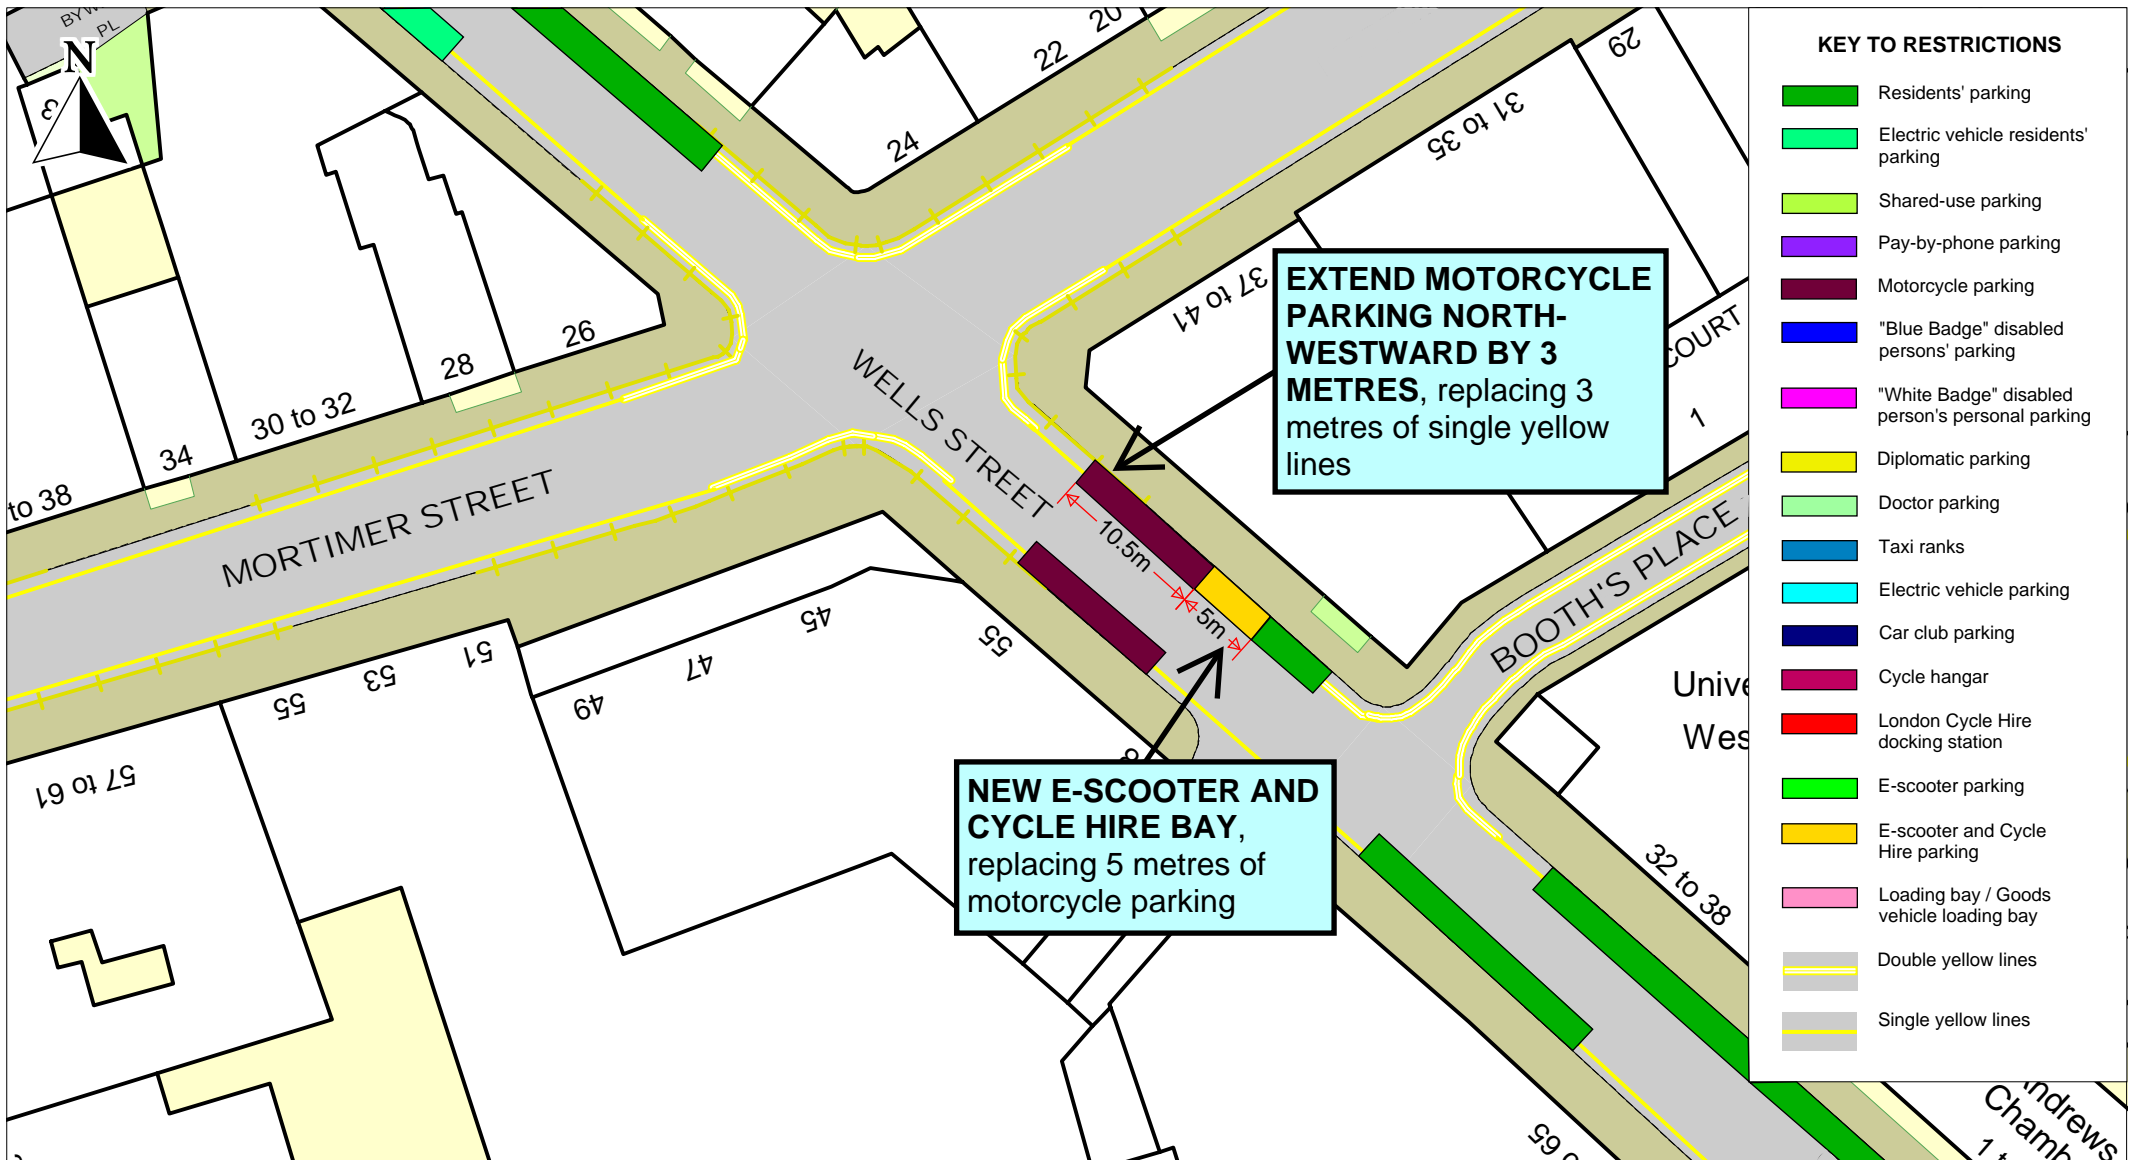 PL
N
3
20
22
24
29
31 to 35
37 to 41
26
28
30 to 32
34
to 38
MORTIMER STREET
WELLS STREET
EXTEND MOTORCYCLE
PARKING NORTH-
WESTWARD BY 3
METRES, replacing 3
metres of single yellow
lines
COURT
1
BOOTH'S PLACE
10.5m
5m
45
47
49
51
53
55
55
57 to 61
NEW E-SCOOTER AND
CYCLE HIRE BAY,
replacing 5 metres of
motorcycle parking
32 to 38
65
KEY TO RESTRICTIONS
Residents' parking
Electric vehicle residents'
parking
Shared-use parking
Pay-by-phone parking
Motorcycle parking
"Blue Badge" disabled
persons' parking
"White Badge" disabled
person's personal parking
Diplomatic parking
Doctor parking
Taxi ranks
Electric vehicle parking
Car club parking
Cycle hangar
London Cycle Hire
docking station
E-scooter parking
E-scooter and Cycle
Hire parking
Loading bay / Goods
vehicle loading bay
Double yellow lines
Single yellow lines